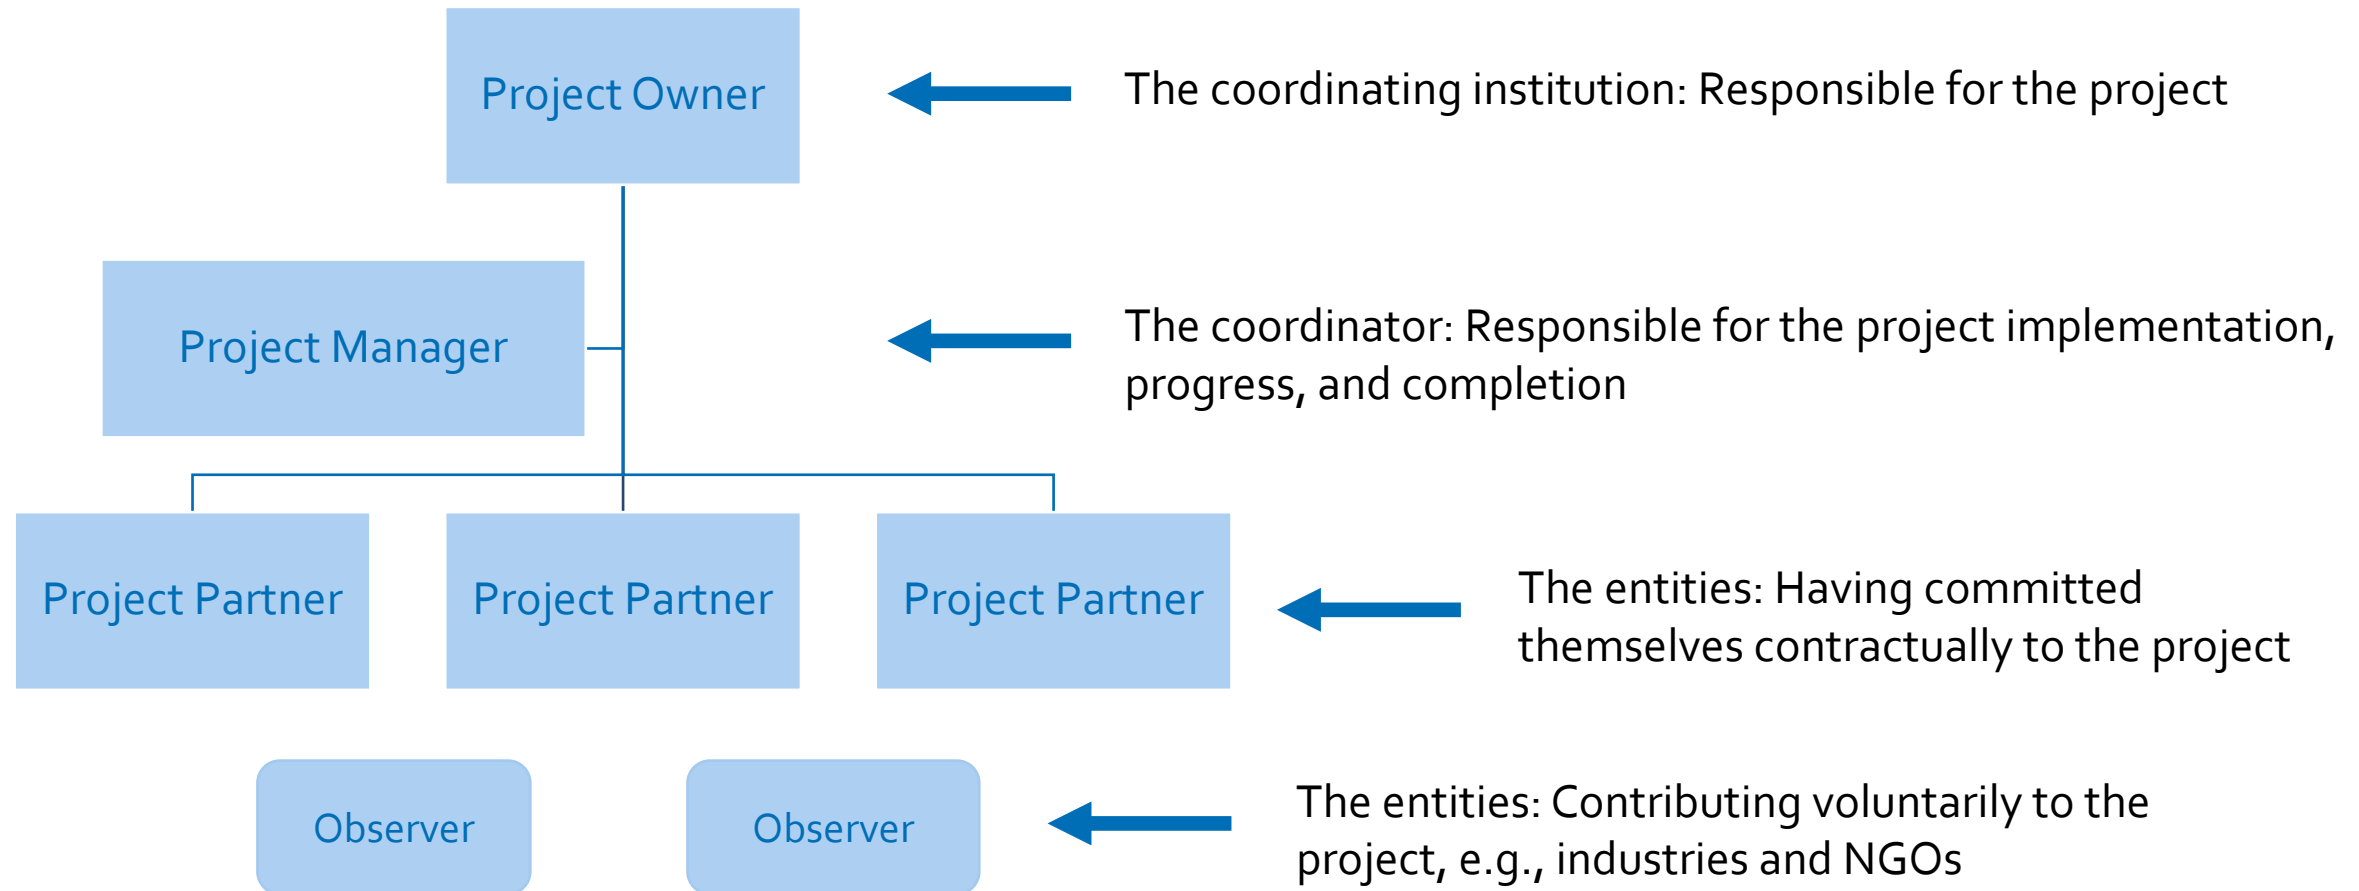 Project Owner
The coordinating institution: Responsible for the project
Project Manager
The coordinator: Responsible for the project implementation,
progress, and completion
Project Partner
Project Partner
Project Partner
The entities: Having committed
themselves contractually to the project
Observer
Observer
The entities: Contributing voluntarily to the
project, e.g., industries and NGOs